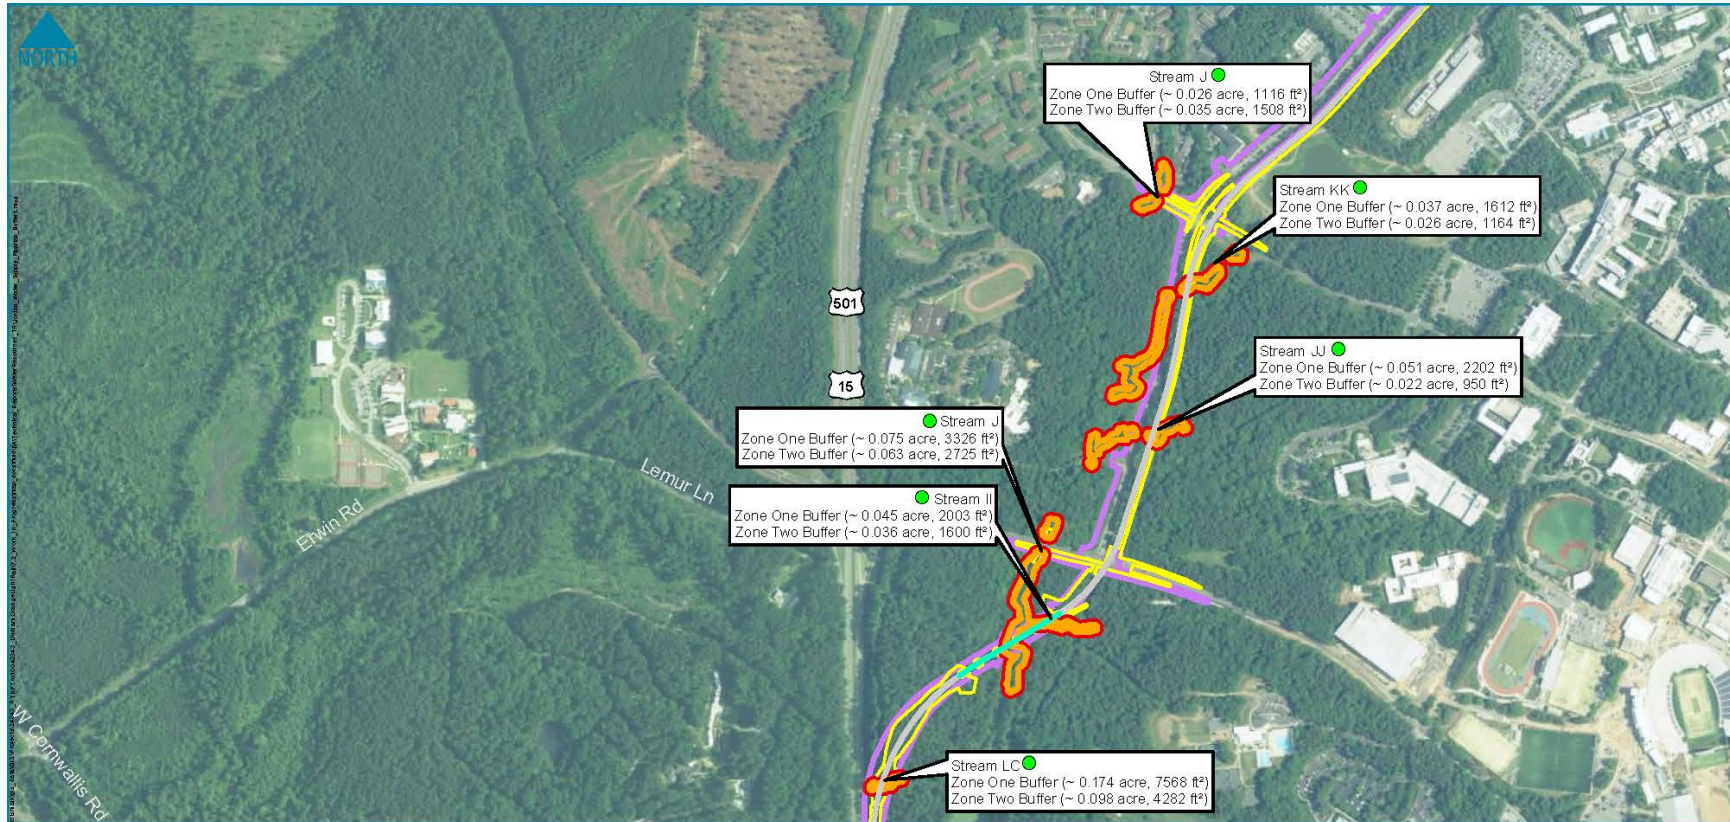 NORTH
Stream J
Zone One Buffer (~ 0.026 acre, 1116 ft²)
Zone Two Buffer (~ 0.035 acre, 1508 ft²)
Stream KK
Zone One Buffer (~ 0.037 acre, 1612 ft²)
Zone Two Buffer (~ 0.026 acre, 1164 ft²)
501
Stream JJ
Zone One Buffer (~ 0.051 acre, 2202 ft²)
Zone Two Buffer (~ 0.022 acre, 950 ft²)
15
Stream J
Zone One Buffer (~ 0.075 acre, 3326 ft²)
Zone Two Buffer (~ 0.063 acre, 2725 ft²)
Lemur Ln
Stream II
Zone One Buffer (~ 0.045 acre, 2003 ft²)
Zone Two Buffer (~ 0.036 acre, 1600 ft²)
Erwin Rd
W Cornwallis Rd
Stream LC
Zone One Buffer (~ 0.174 acre, 7568 ft²)
Zone Two Buffer (~ 0.098 acre, 4282 ft²)